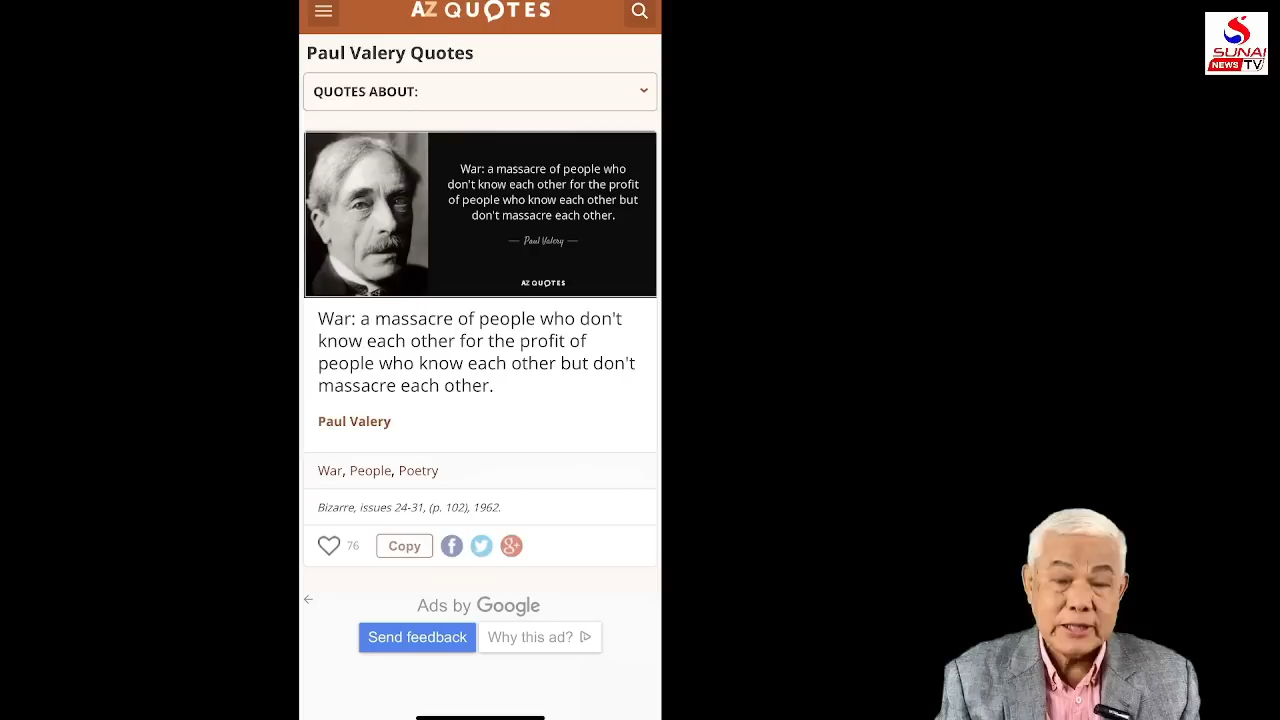 AZ QUOTES
SUNAI
NEWS TV
Paul Valery Quotes
QUOTES ABOUT:
War: a massacre of people who
don't know each other for the profit
of people who know each other but
don't massacre each other.
— Paul Valery —
AZ QUOTES
War: a massacre of people who don't
know each other for the profit of
people who know each other but don't
massacre each other.
Paul Valery
War, People, Poetry
Bizarre, issues 24-31, (p. 102), 1962.
76
Copy
f
g+
Ads by Google
Send feedback
Why this ad?